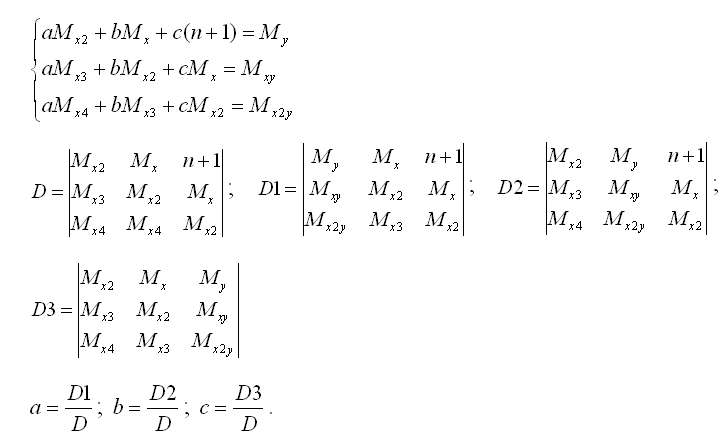 aM_{x2} + bM_x + c(n+1) = M_y
aM_{x3} + bM_{x2} + cM_x = M_{xy}
aM_{x4} + bM_{x3} + cM_{x2} = M_{x2y}
D = |M_{x2} M_x n+1; M_{x3} M_{x2} M_x; M_{x4} M_{x4} M_{x2}|; D1 = |M_y M_x n+1; M_{xy} M_{x2} M_x; M_{x2y} M_{x3} M_{x2}|; D2 = |M_{x2} M_y n+1; M_{x3} M_{xy} M_x; M_{x4} M_{x2y} M_{x2}|;
D3 = |M_{x2} M_x M_y; M_{x3} M_{x2} M_{xy}; M_{x4} M_{x3} M_{x2y}|
a = D1/D; b = D2/D; c = D3/D.